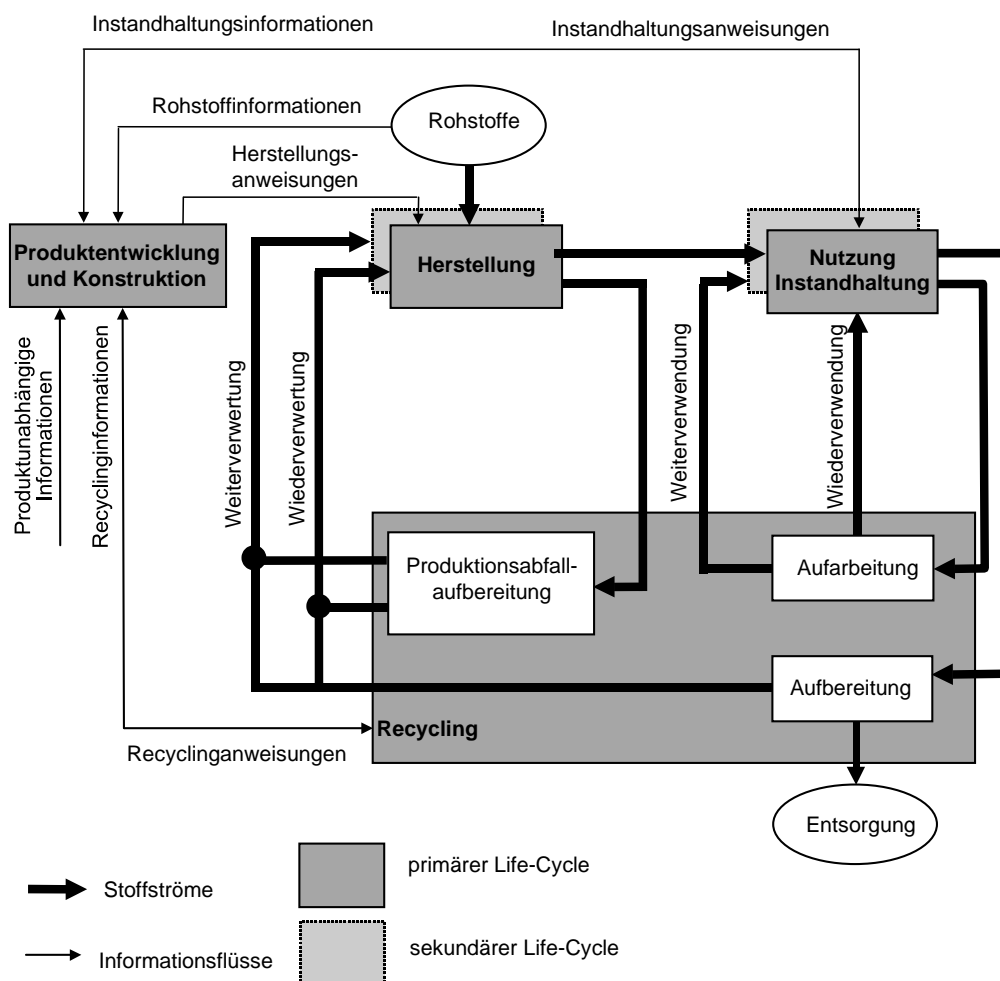 Instandhaltungsinformationen
Instandhaltungsanweisungen
Rohstoffinformationen
Rohstoffe
Herstellungs-
anweisungen
Produktentwicklung
und Konstruktion
Herstellung
Nutzung
Instandhaltung
Produktunabhängige
Informationen
Recyclinginformationen
Weiterverwertung
Wiederverwertung
Weiterverwendung
Wiederverwendung
Produktionsabfall-
aufbereitung
Aufarbeitung
Aufbereitung
Recycling
Recyclinganweisungen
Entsorgung
primärer Life-Cycle
Stoffströme
sekundärer Life-Cycle
Informationsflüsse